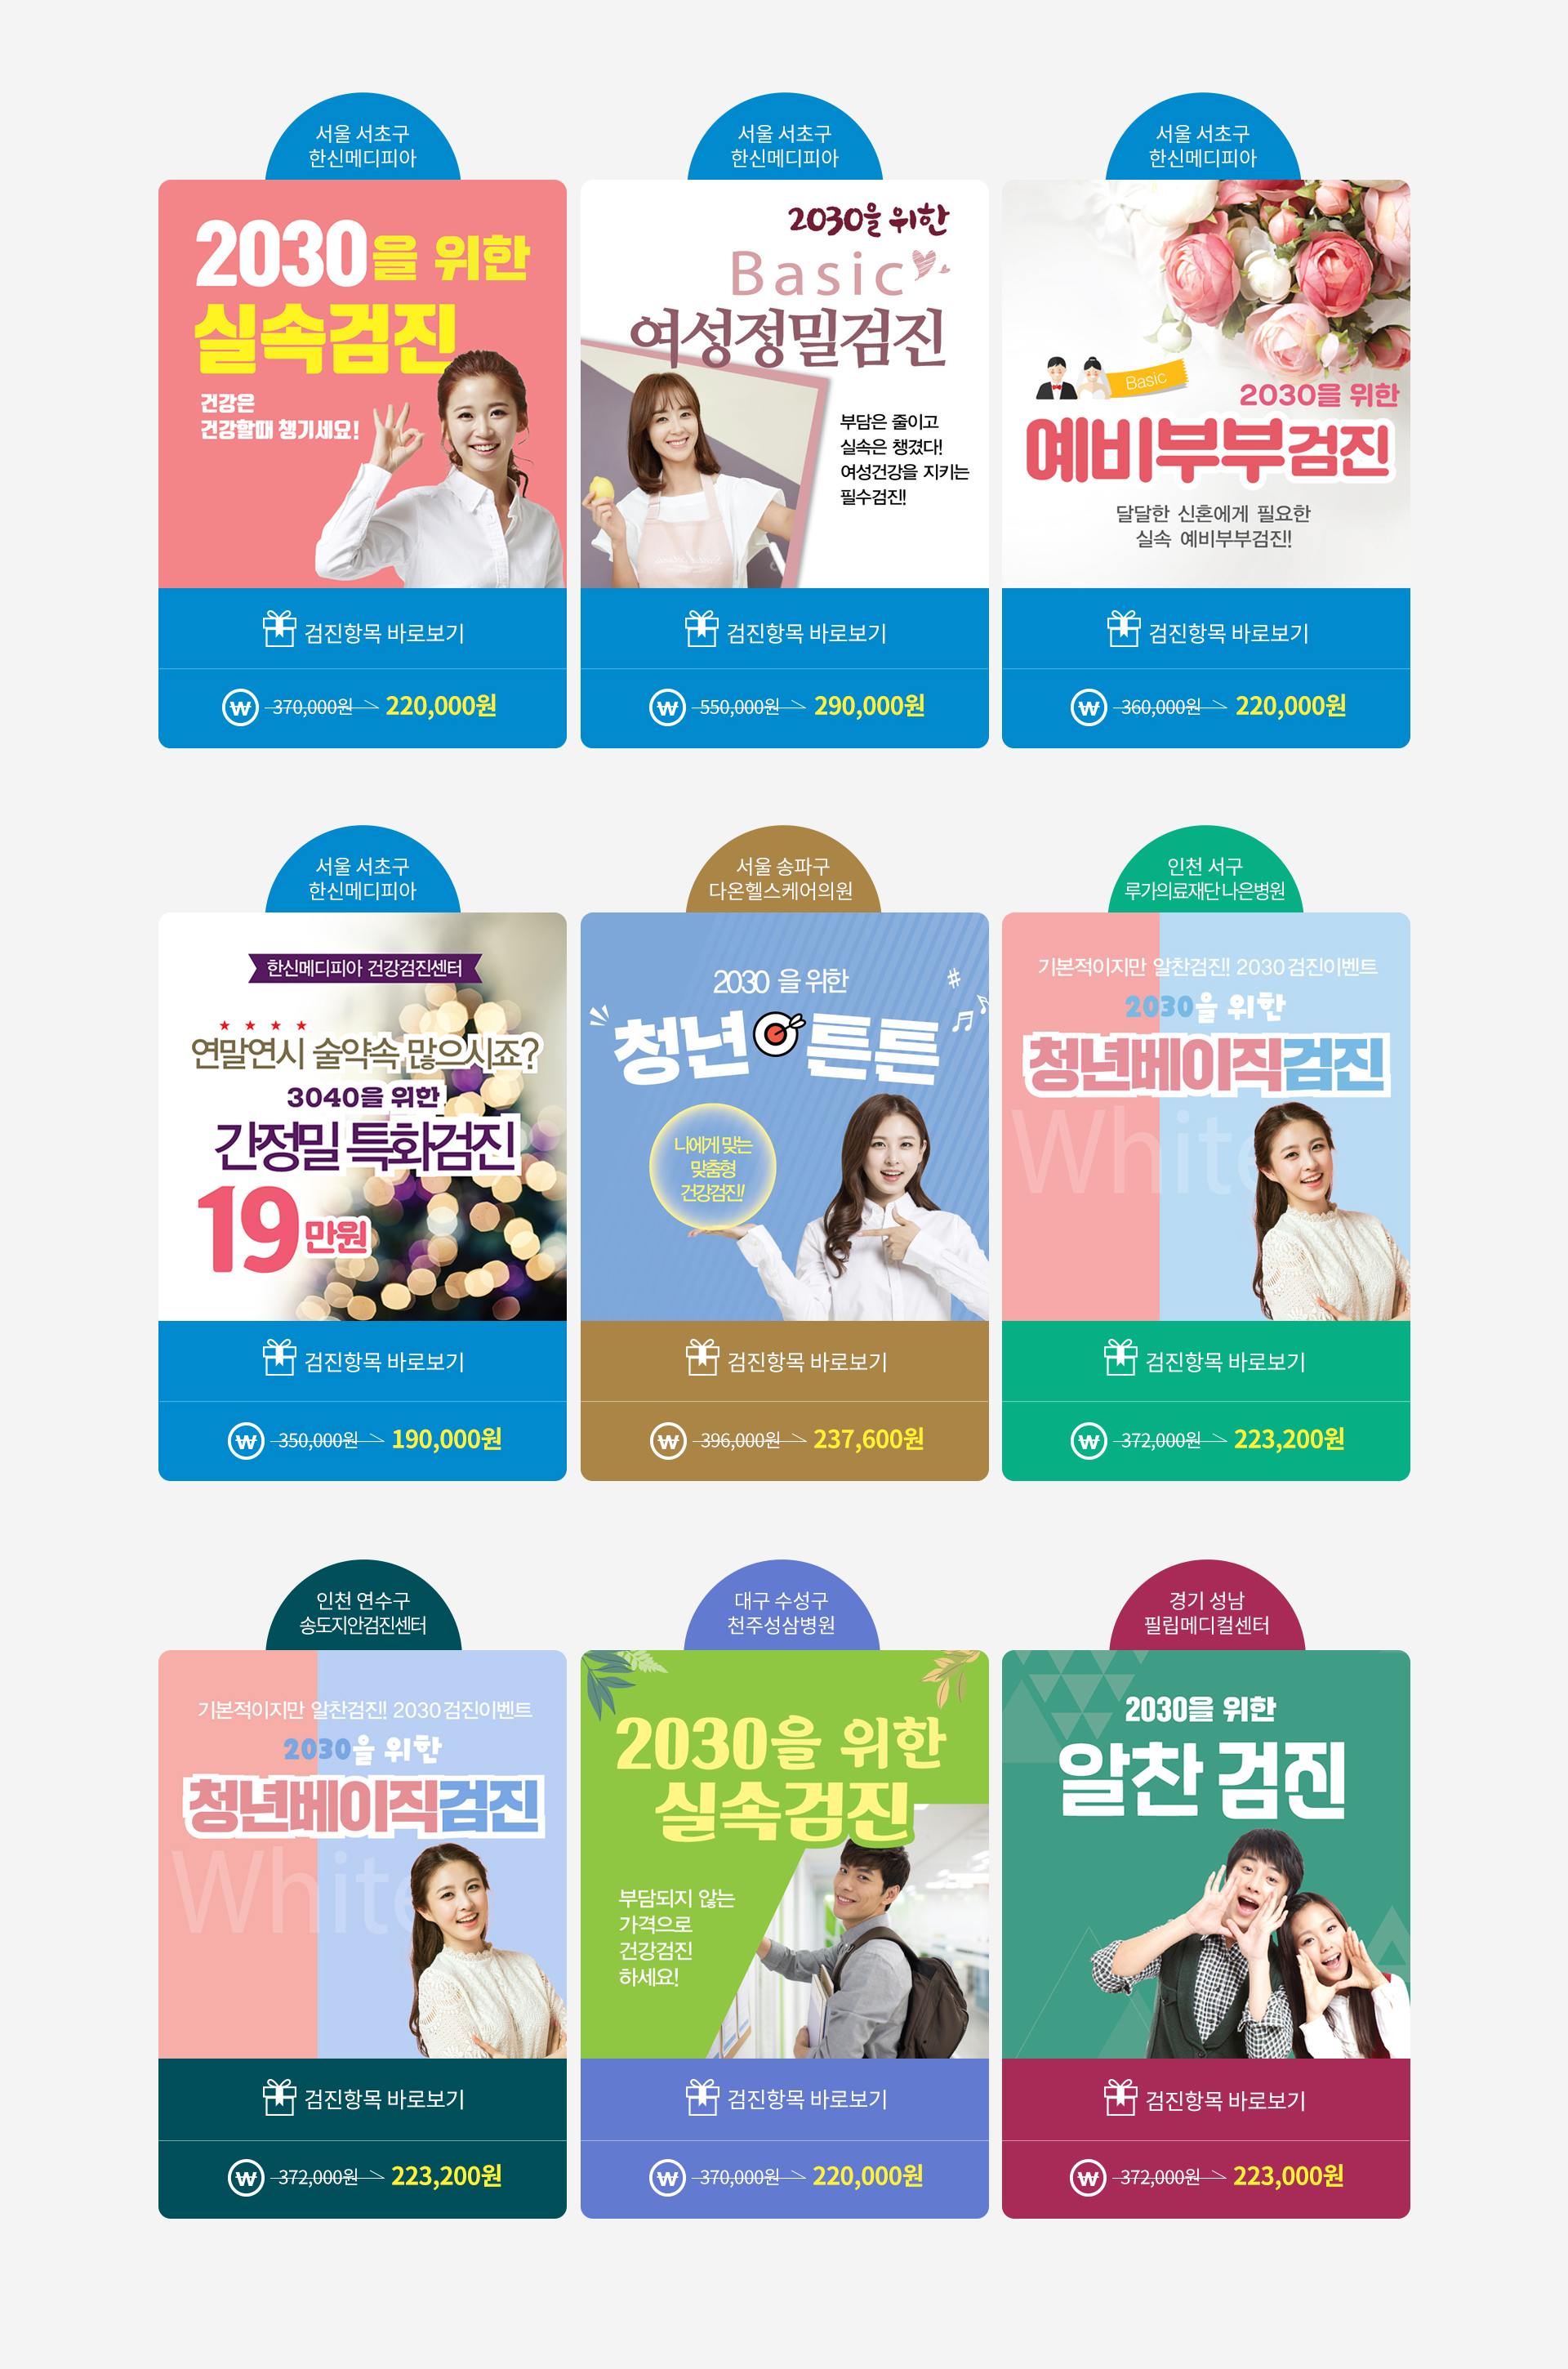 서울 서초구
한신메디피아
2030을 위한
실속검진
건강은
건강할때 챙기세요!
검진항목 바로보기
₩ 370,000원 220,000원
서울 서초구
한신메디피아
2030을 위한
Basic
여성정밀검진
부담은 줄이고
실속은 챙겼다!
여성건강을 지키는
필수검진!
검진항목 바로보기
₩ 550,000원 290,000원
서울 서초구
한신메디피아
Basic
2030을 위한
예비부부검진
달달한 신혼에게 필요한
실속 예비부부검진!
검진항목 바로보기
₩ 360,000원 220,000원
서울 서초구
한신메디피아
한신메디피아 건강검진센터
연말연시 술약속 많으시죠?
3040을 위한
간정밀 특화검진
19만원
검진항목 바로보기
₩ 350,000원 190,000원
서울 송파구
다온헬스케어의원
2030 을 위한
청년 튼튼
나에게 맞는
맞춤형
건강검진!
검진항목 바로보기
₩ 396,000원 237,600원
인천 서구
루가의료재단 나은병원
기본적이지만 알찬검진! 2030 검진이벤트
2030을 위한
청년베이직검진
White
검진항목 바로보기
₩ 372,000원 223,200원
인천 연수구
송도지안검진센터
기본적이지만 알찬검진! 2030 검진이벤트
2030을 위한
청년베이직검진
White
검진항목 바로보기
₩ 372,000원 223,200원
대구 수성구
천주성삼병원
2030을 위한
실속검진
부담되지 않는
가격으로
건강검진
하세요!
검진항목 바로보기
₩ 370,000원 220,000원
경기 성남
필립메디컬센터
2030을 위한
알찬 검진
검진항목 바로보기
₩ 372,000원 223,000원